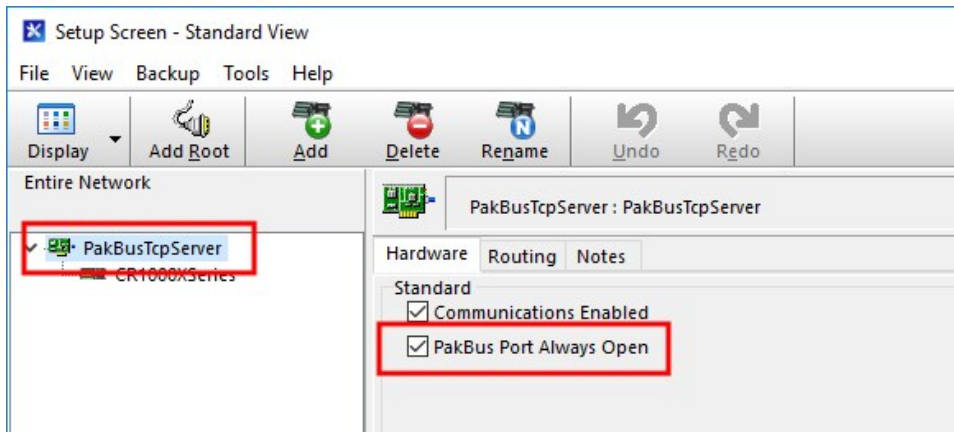 Setup Screen - Standard View
File View Backup Tools Help
Display Add Root Add Delete Rename Undo Redo
Entire Network
PakBusTcpServer : PakBusTcpServer
PakBusTcpServer
CR1000XSeries
Hardware Routing Notes
Standard
Communications Enabled
PakBus Port Always Open